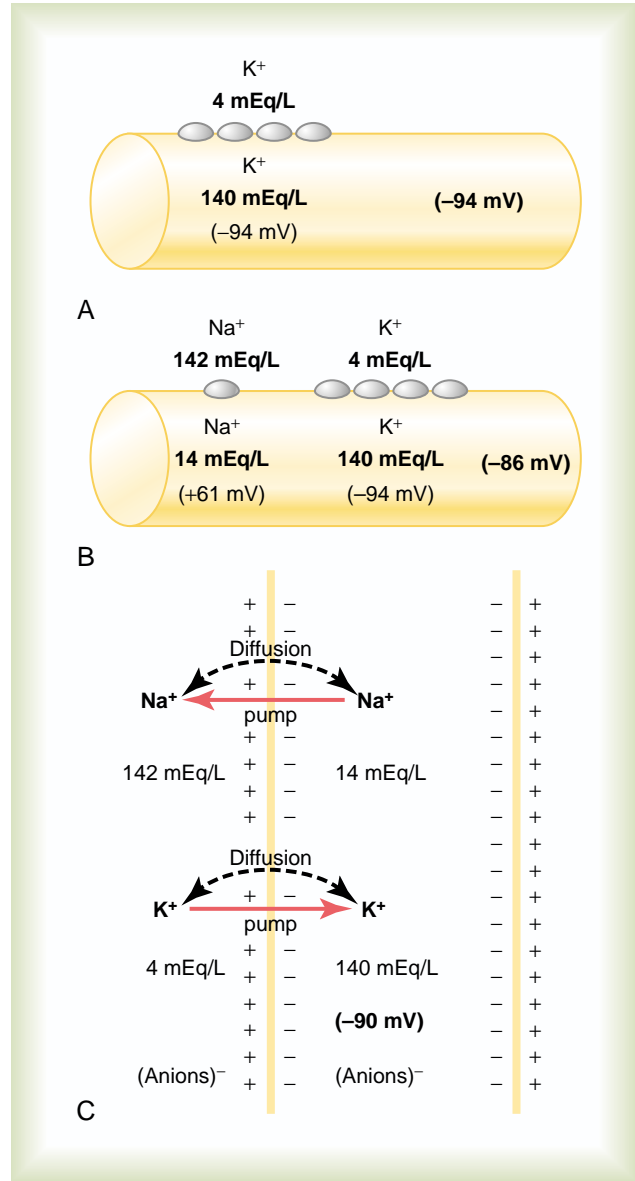 K⁺
4 mEq/L
K⁺
140 mEq/L
(–94 mV)
(–94 mV)
A
Na⁺ K⁺
142 mEq/L 4 mEq/L
Na⁺ K⁺
14 mEq/L 140 mEq/L
(–86 mV)
(+61 mV) (–94 mV)
B
Diffusion
Na⁺ Na⁺
pump
142 mEq/L 14 mEq/L
Diffusion
K⁺ K⁺
pump
4 mEq/L 140 mEq/L
(–90 mV)
(Anions)⁻ (Anions)⁻
C